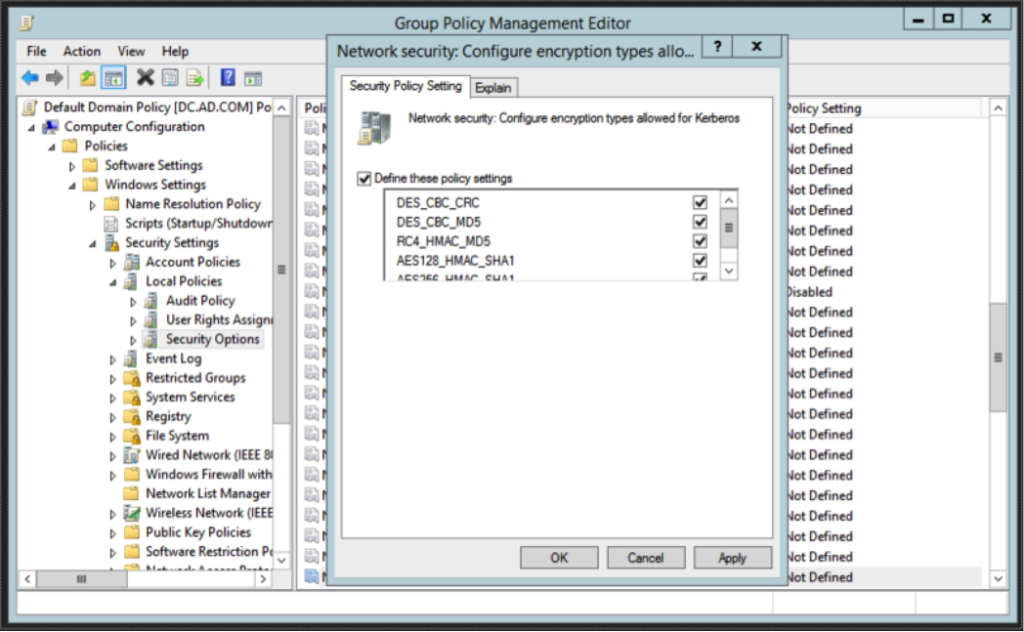 Group Policy Management Editor
File Action View Help
Default Domain Policy [DC.AD.COM] Po
Computer Configuration
Policies
Software Settings
Windows Settings
Name Resolution Policy
Scripts (Startup/Shutdown
Security Settings
Account Policies
Local Policies
Audit Policy
User Rights Assign
Security Options
Event Log
Restricted Groups
System Services
Registry
File System
Wired Network (IEEE 8
Windows Firewall with
Network List Manager
Wireless Network (IEEE
Public Key Policies
Software Restriction Po
Network Access Prote
Poli
Network security: Configure encryption types allo...
? X
Security Policy Setting Explain
Network security: Configure encryption types allowed for Kerberos
Define these policy settings
DES_CBC_CRC
DES_CBC_MD5
RC4_HMAC_MD5
AES128_HMAC_SHA1
AES256_HMAC_SHA1
OK Cancel Apply
Policy Setting
Not Defined
Not Defined
Not Defined
Not Defined
Not Defined
Not Defined
Not Defined
Not Defined
Disabled
Not Defined
Not Defined
Not Defined
Not Defined
Not Defined
Not Defined
Not Defined
Not Defined
Not Defined
Not Defined
Not Defined
Not Defined
Not Defined
Not Defined